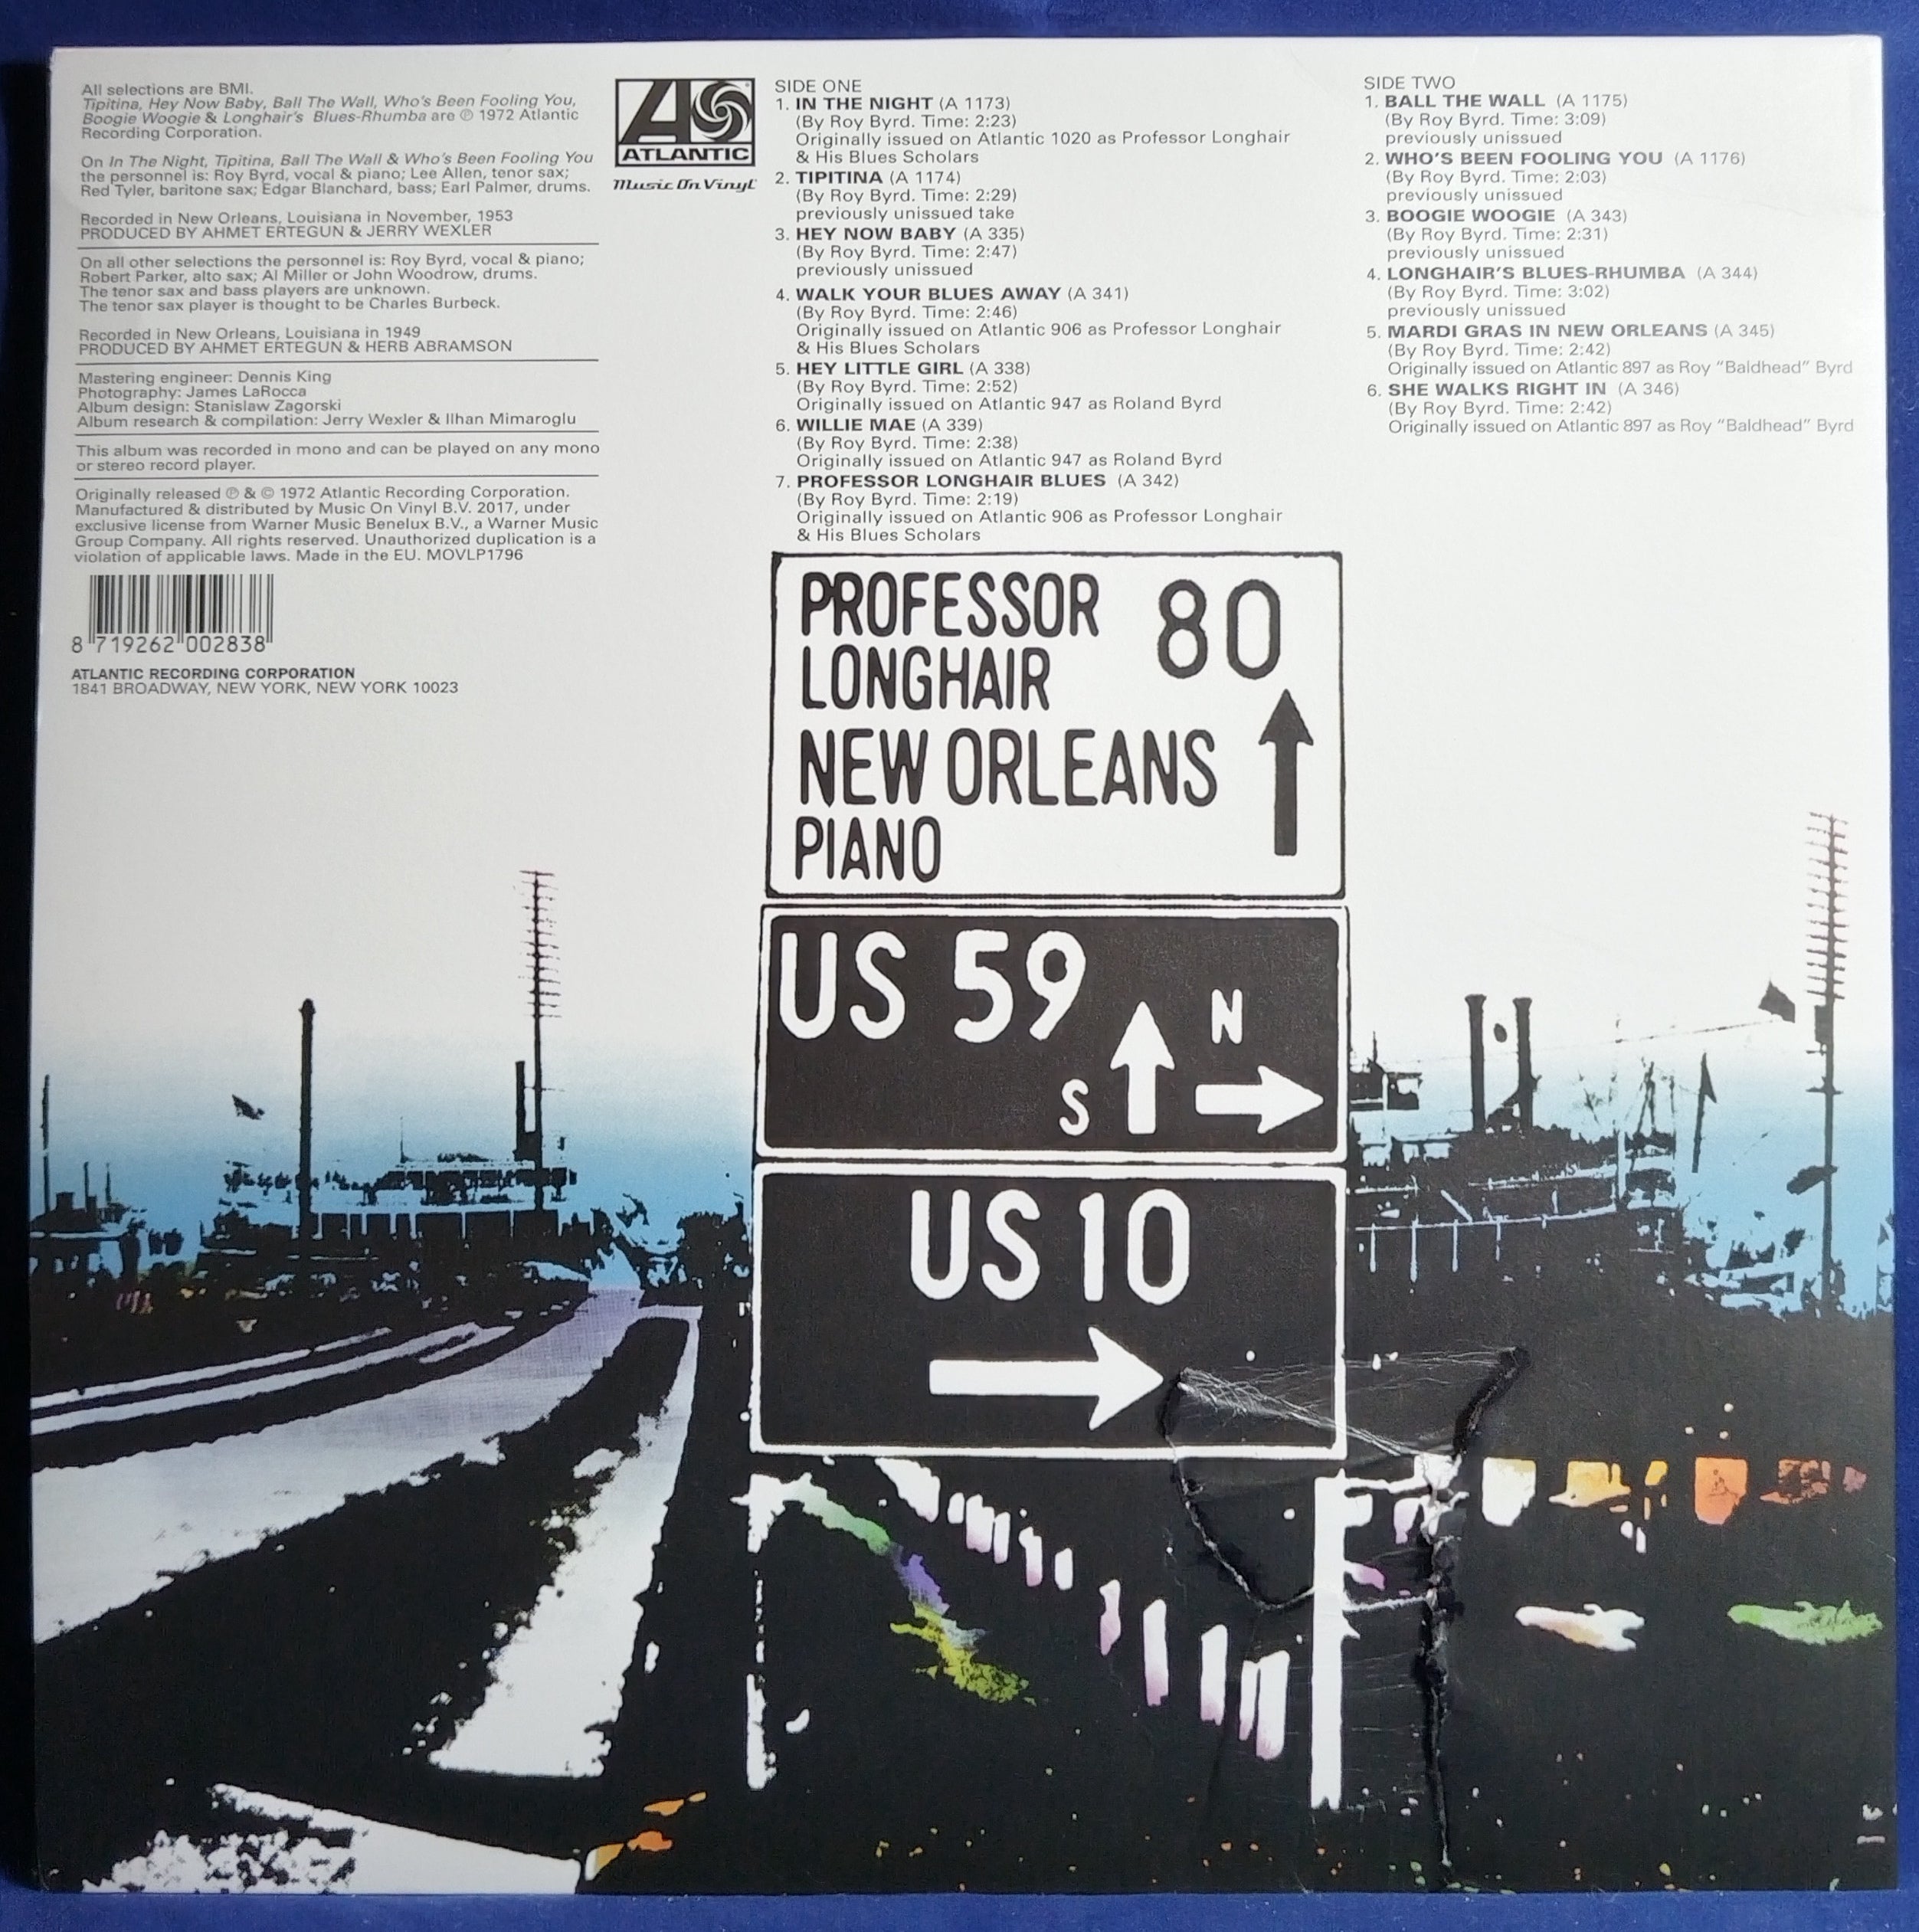 All selections are BMI.
Tipitina, Hey Now Baby, Ball The Wall, Who's Been Fooling You,
Boogie Woogie & Longhair's Blues-Rhumba are ℗ 1972 Atlantic
Recording Corporation.
On In The Night, Tipitina, Ball The Wall & Who's Been Fooling You
the personnel is: Roy Byrd, vocal & piano; Lee Allen, tenor sax;
Red Tyler, baritone sax; Edgar Blanchard, bass; Earl Palmer, drums.
Recorded in New Orleans, Louisiana in November, 1953
PRODUCED BY AHMET ERTEGUN & JERRY WEXLER
On all other selections the personnel is: Roy Byrd, vocal & piano;
Robert Parker, alto sax; Al Miller or John Woodrow, drums.
The tenor sax and bass players are unknown.
The tenor sax player is thought to be Charles Burbeck.
Recorded in New Orleans, Louisiana in 1949
PRODUCED BY AHMET ERTEGUN & HERB ABRAMSON
Mastering engineer: Dennis King
Photography: James LaRocca
Album design: Stanislaw Zagorski
Album research & compilation: Jerry Wexler & Ilhan Mimaroglu
This album was recorded in mono and can be played on any mono
or stereo record player.
Originally released ℗ & © 1972 Atlantic Recording Corporation.
Manufactured & distributed by Music On Vinyl B.V. 2017, under
exclusive license from Warner Music Benelux B.V., a Warner Music
Group Company. All rights reserved. Unauthorized duplication is a
violation of applicable laws. Made in the EU. MOVLP1796
8 719262 002838
ATLANTIC RECORDING CORPORATION
1841 BROADWAY, NEW YORK, NEW YORK 10023
ATLANTIC
Music On Vinyl
SIDE ONE
1. IN THE NIGHT (A 1173)
(By Roy Byrd. Time: 2:23)
Originally issued on Atlantic 1020 as Professor Longhair
& His Blues Scholars
2. TIPITINA (A 1174)
(By Roy Byrd. Time: 2:29)
previously unissued take
3. HEY NOW BABY (A 335)
(By Roy Byrd. Time: 2:47)
previously unissued
4. WALK YOUR BLUES AWAY (A 341)
(By Roy Byrd. Time: 2:46)
Originally issued on Atlantic 906 as Professor Longhair
& His Blues Scholars
5. HEY LITTLE GIRL (A 338)
(By Roy Byrd. Time: 2:52)
Originally issued on Atlantic 947 as Roland Byrd
6. WILLIE MAE (A 339)
(By Roy Byrd. Time: 2:38)
Originally issued on Atlantic 947 as Roland Byrd
7. PROFESSOR LONGHAIR BLUES (A 342)
(By Roy Byrd. Time: 2:19)
Originally issued on Atlantic 906 as Professor Longhair
& His Blues Scholars
SIDE TWO
1. BALL THE WALL (A 1175)
(By Roy Byrd. Time: 3:09)
previously unissued
2. WHO'S BEEN FOOLING YOU (A 1176)
(By Roy Byrd. Time: 2:03)
previously unissued
3. BOOGIE WOOGIE (A 343)
(By Roy Byrd. Time: 2:31)
previously unissued
4. LONGHAIR'S BLUES-RHUMBA (A 344)
(By Roy Byrd. Time: 3:02)
previously unissued
5. MARDI GRAS IN NEW ORLEANS (A 345)
(By Roy Byrd. Time: 2:42)
Originally issued on Atlantic 897 as Roy "Baldhead" Byrd
6. SHE WALKS RIGHT IN (A 346)
(By Roy Byrd. Time: 2:42)
Originally issued on Atlantic 897 as Roy "Baldhead" Byrd
PROFESSOR 80
LONGHAIR
NEW ORLEANS
PIANO
US 59
N
S
US 10